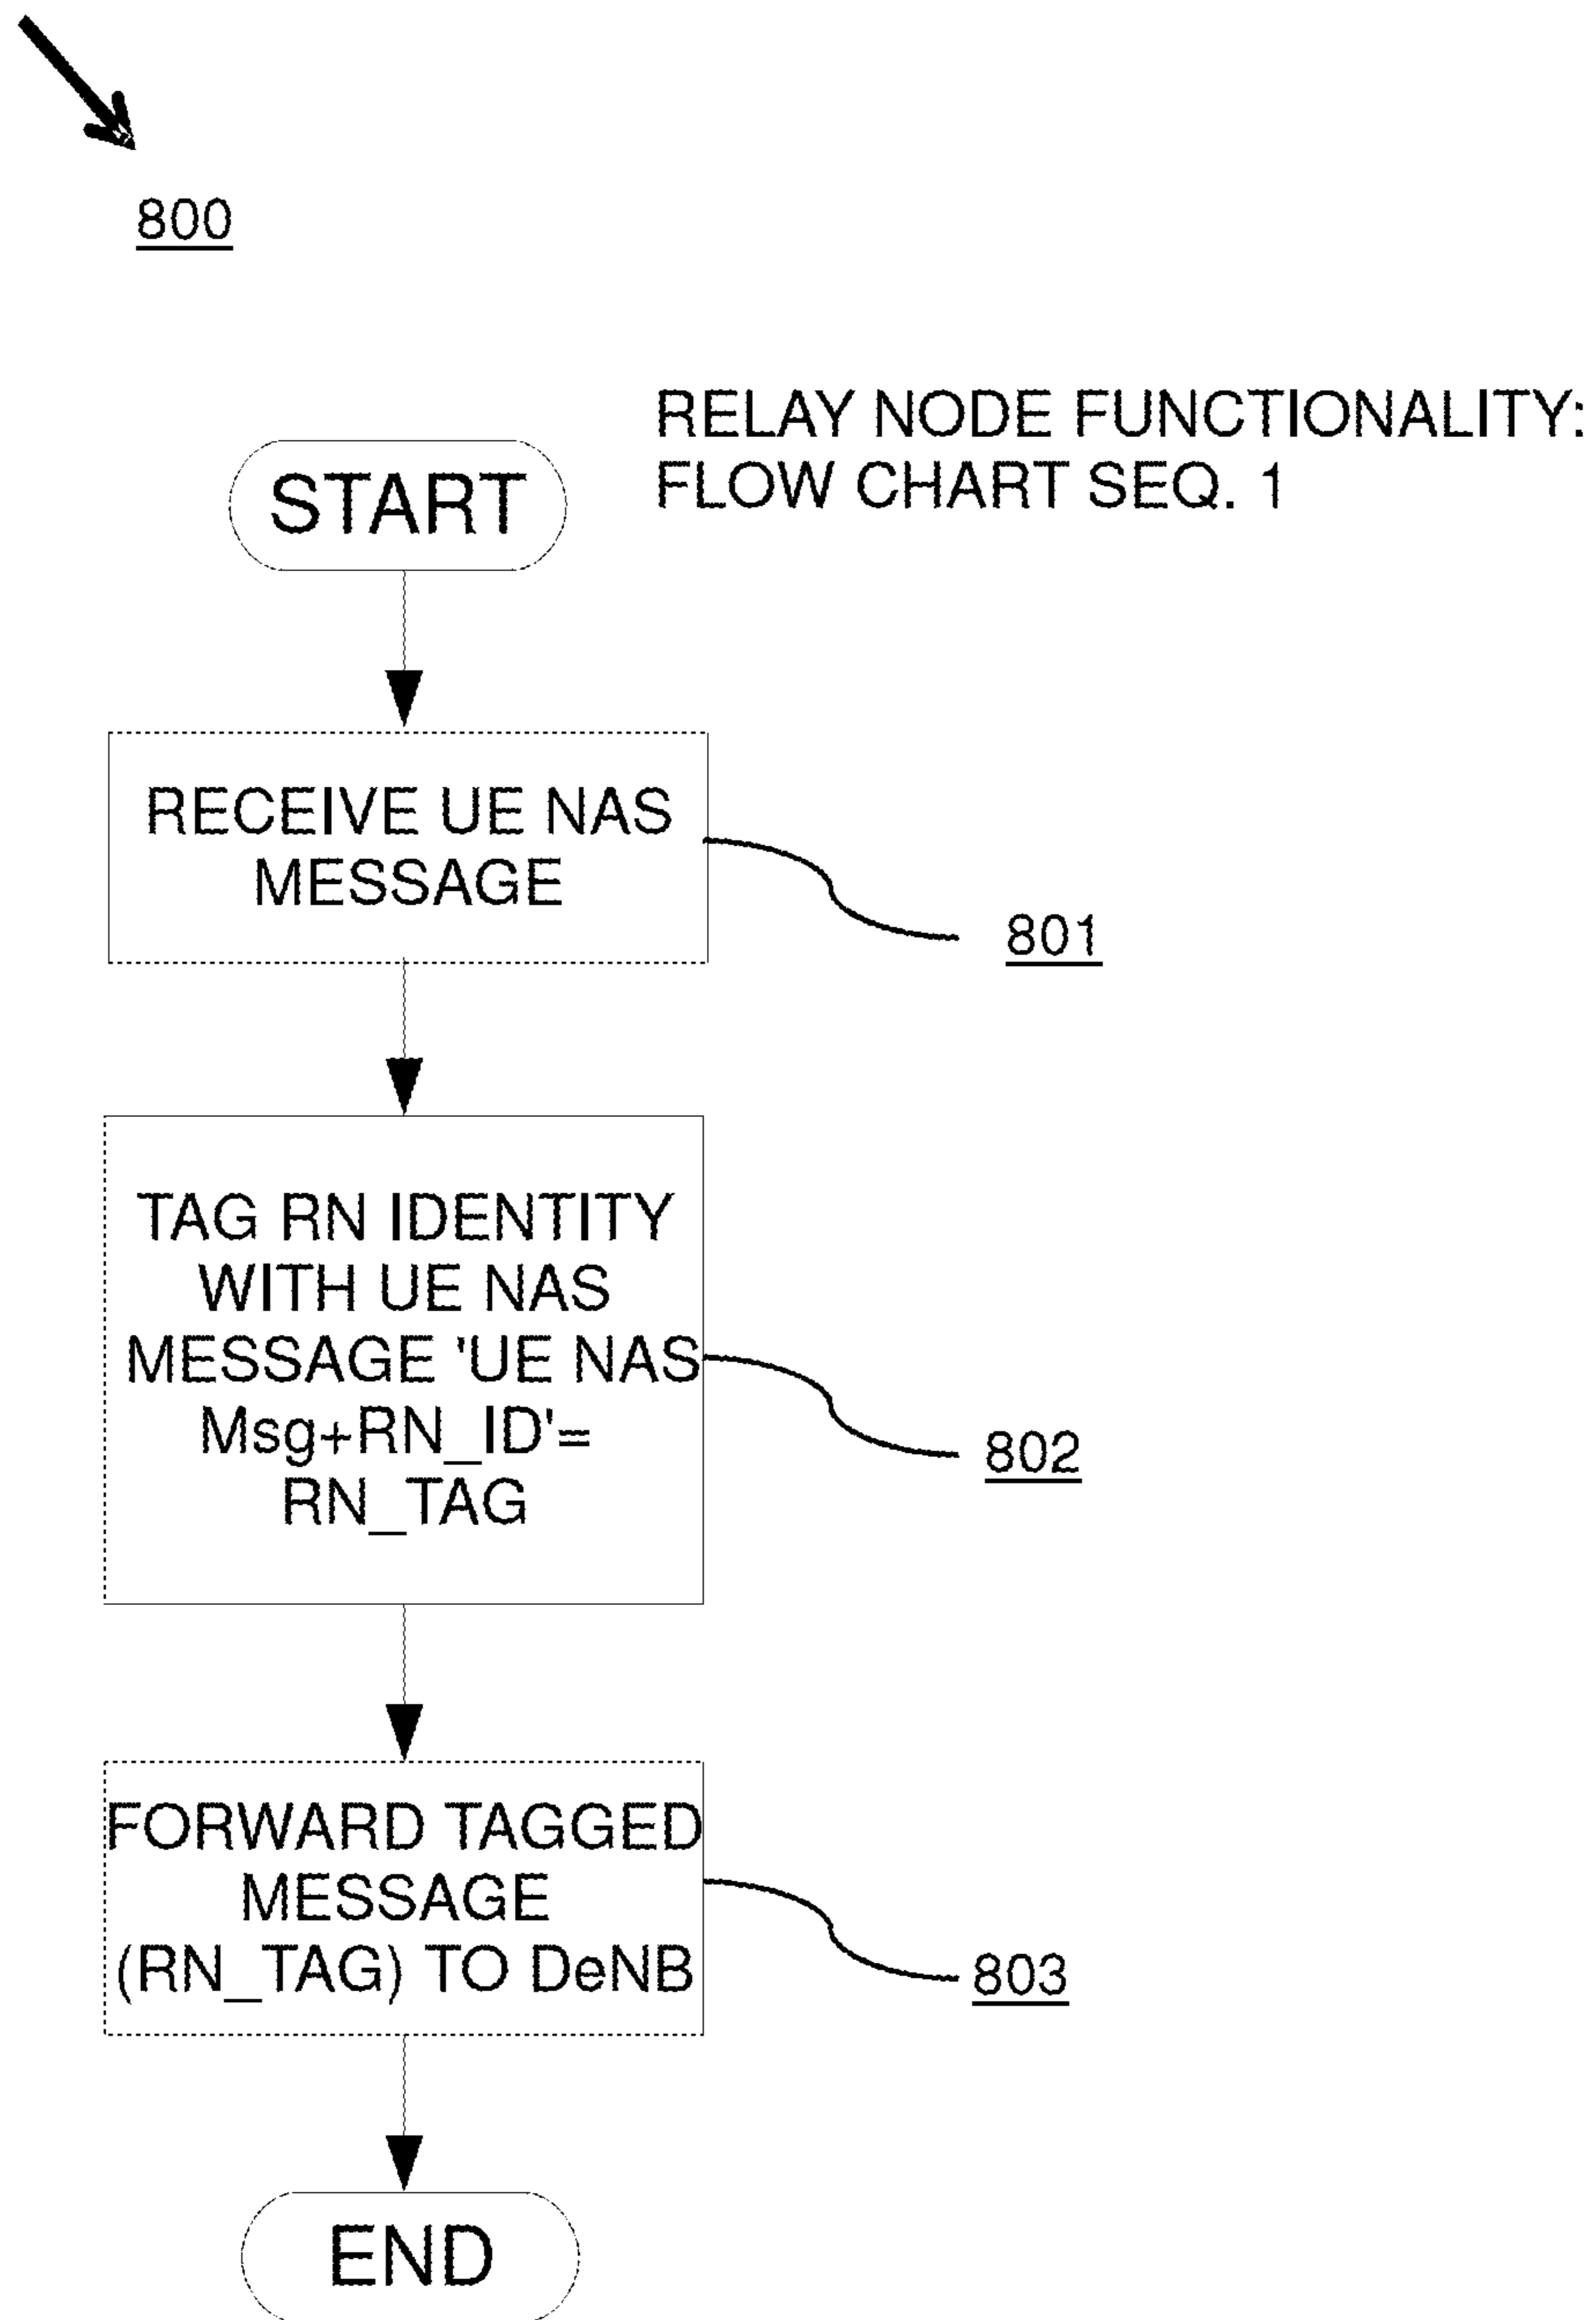 800
RELAY NODE FUNCTIONALITY:
FLOW CHART SEQ. 1
START
RECEIVE UE NAS
MESSAGE
801
TAG RN IDENTITY
WITH UE NAS
MESSAGE 'UE NAS
Msg+RN_ID'=
RN_TAG
802
FORWARD TAGGED
MESSAGE
(RN_TAG) TO DeNB
803
END